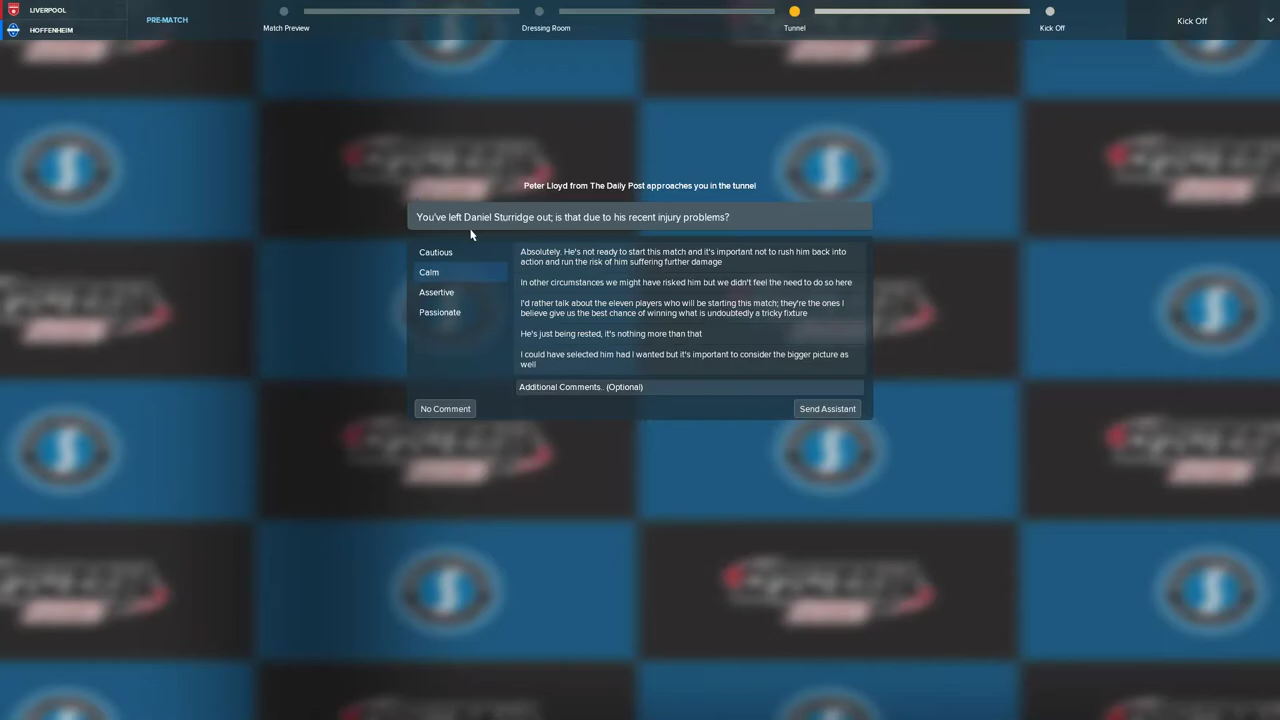 LIVERPOOL
HOFFENHEIM
PRE-MATCH
Match Preview
Dressing Room
Tunnel
Kick Off
Kick Off
Peter Lloyd from The Daily Post approaches you in the tunnel
You've left Daniel Sturridge out; is that due to his recent injury problems?
Cautious
Calm
Assertive
Passionate
Absolutely. He's not ready to start this match and it's important not to rush him back into
action and run the risk of him suffering further damage
In other circumstances we might have risked him but we didn't feel the need to do so here
I'd rather talk about the eleven players who will be starting this match; they're the ones I
believe give us the best chance of winning what is undoubtedly a tricky fixture
He's just being rested, it's nothing more than that
I could have selected him had I wanted but it's important to consider the bigger picture as
well
Additional Comments.. (Optional)
No Comment
Send Assistant